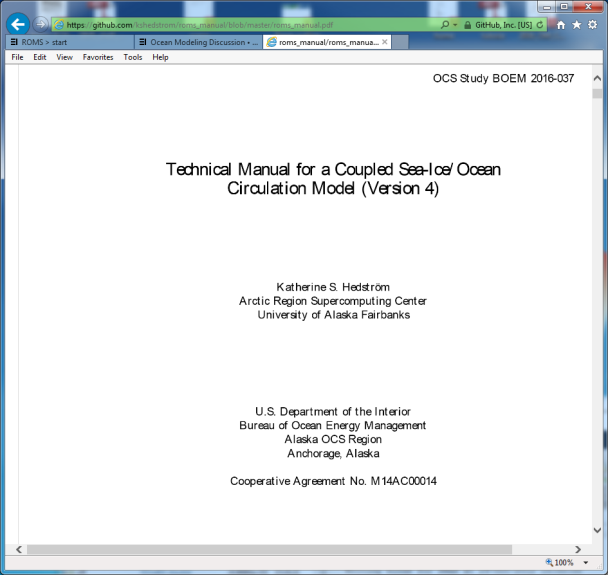 https://github.com/kshedstrom/roms_manual/blob/master/roms_manual.pdf
GitHub, Inc. [US]
ROMS > start
Ocean Modeling Discussion • ...
roms_manual/roms_manua...
File Edit View Favorites Tools Help
OCS Study BOEM 2016-037
Technical Manual for a Coupled Sea-Ice/Ocean
Circulation Model (Version 4)
Katherine S. Hedström
Arctic Region Supercomputing Center
University of Alaska Fairbanks
U.S. Department of the Interior
Bureau of Ocean Energy Management
Alaska OCS Region
Anchorage, Alaska
Cooperative Agreement No. M14AC00014
100%